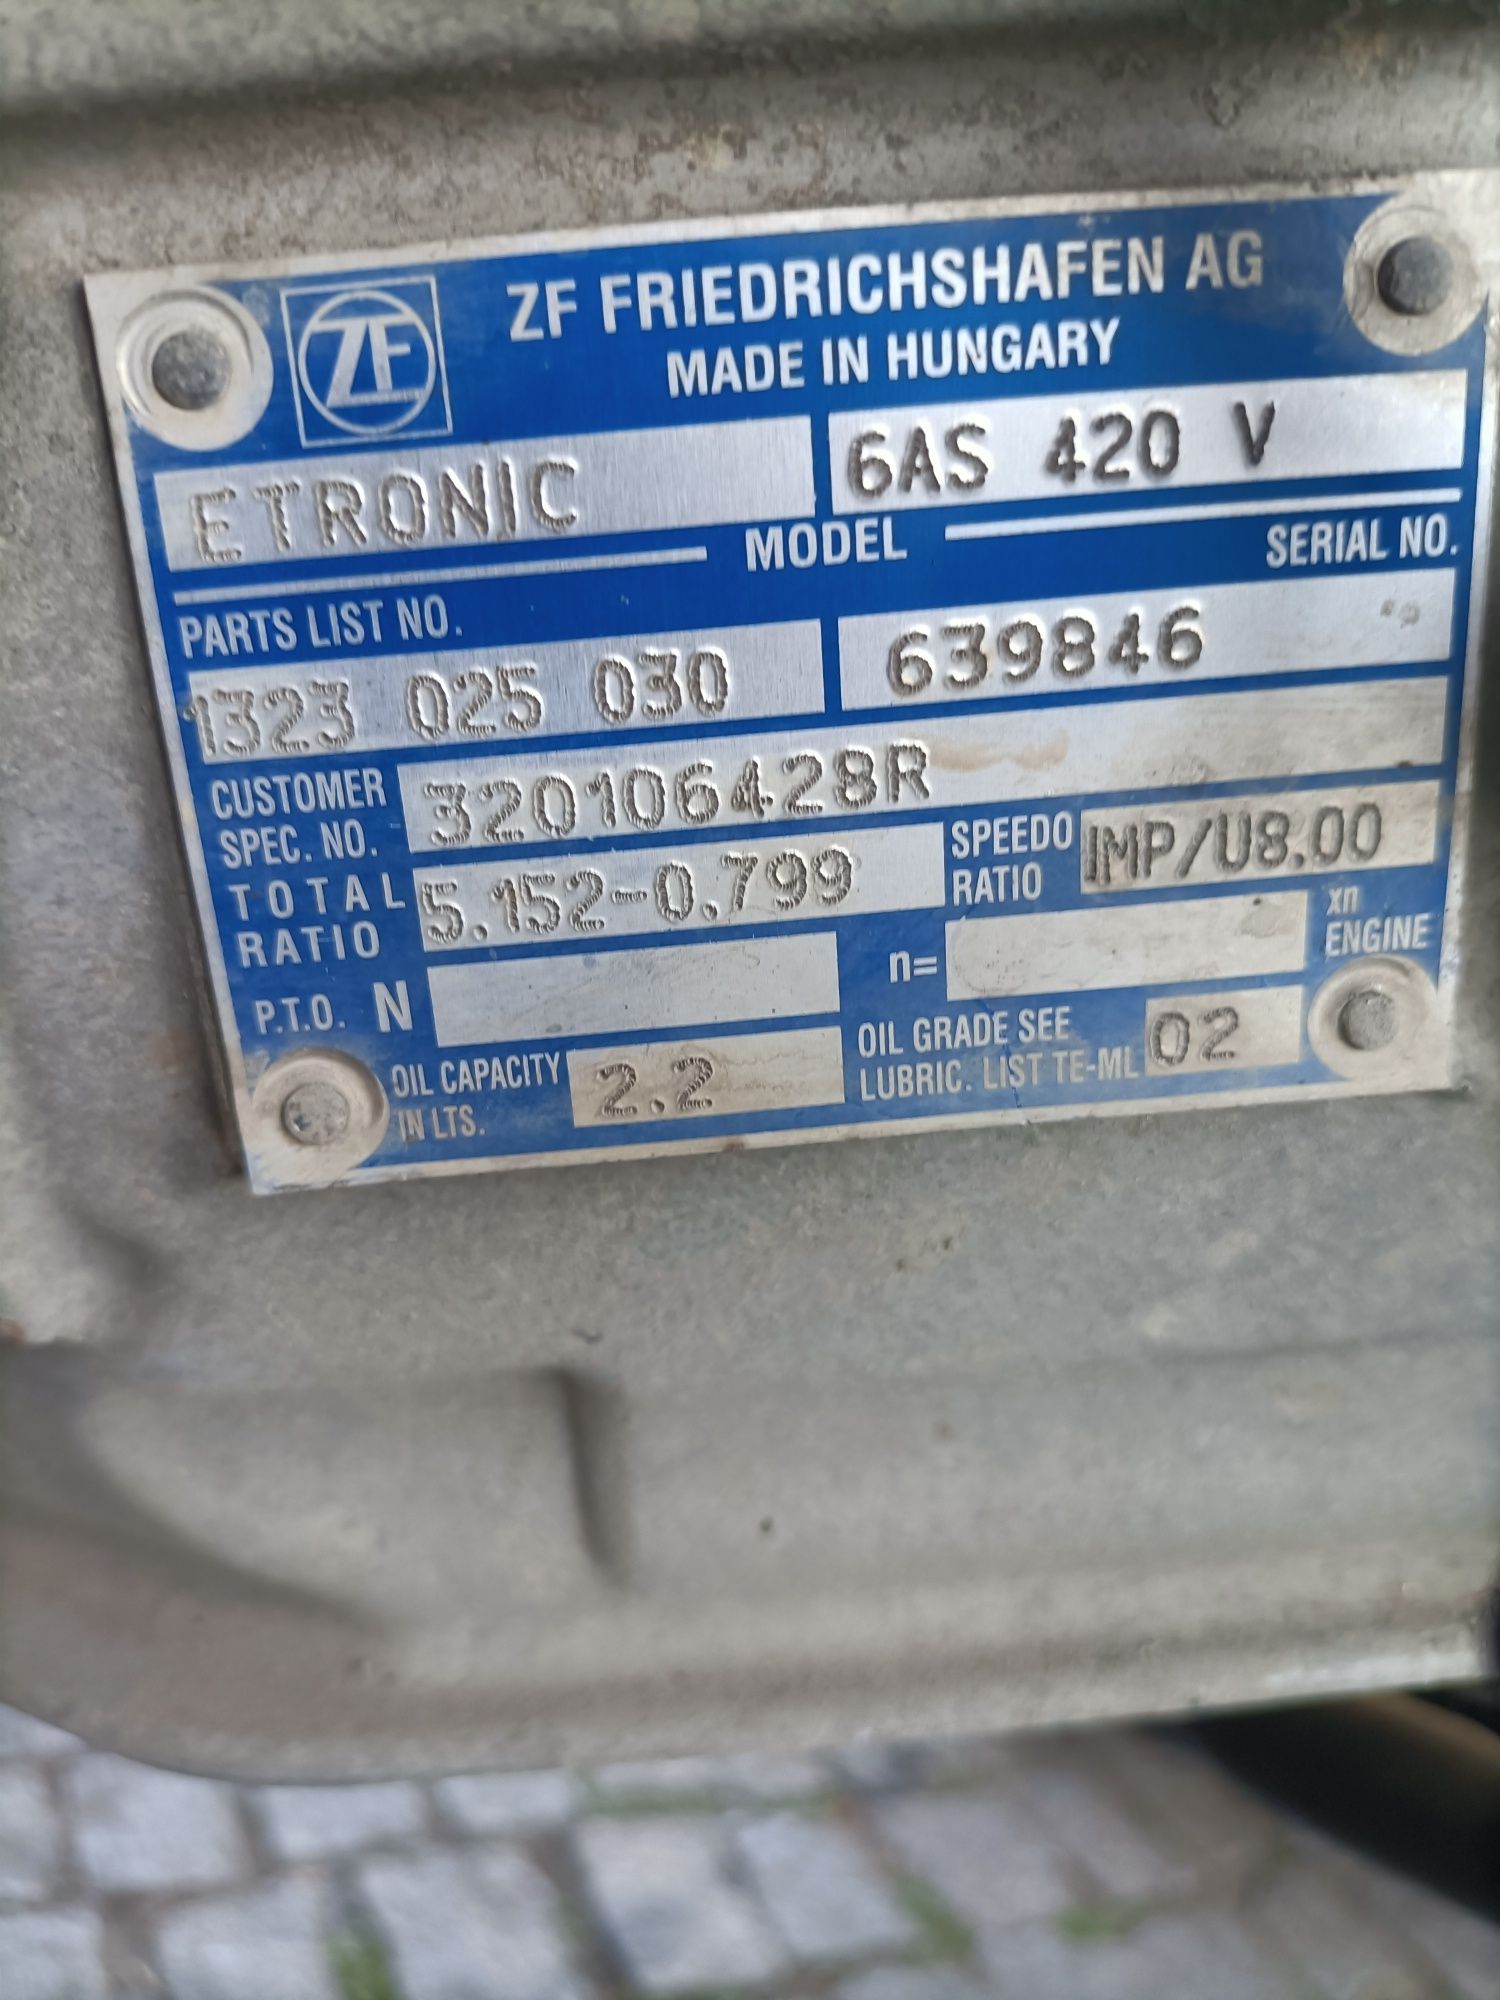 ZF
ZF FRIEDRICHSHAFEN AG
MADE IN HUNGARY
ETRONIC 6AS 420 V
MODEL
PARTS LIST NO. SERIAL NO.
1323 025 030 639846
CUSTOMER
SPEC. NO. 320106428R
TOTAL
RATIO 5.152-0.799
SPEEDO
RATIO IMP/U8.00
P.T.O. N n= xn
ENGINE
OIL CAPACITY
IN LTS. 2.2
OIL GRADE SEE
LUBRIC. LIST TE-ML 02